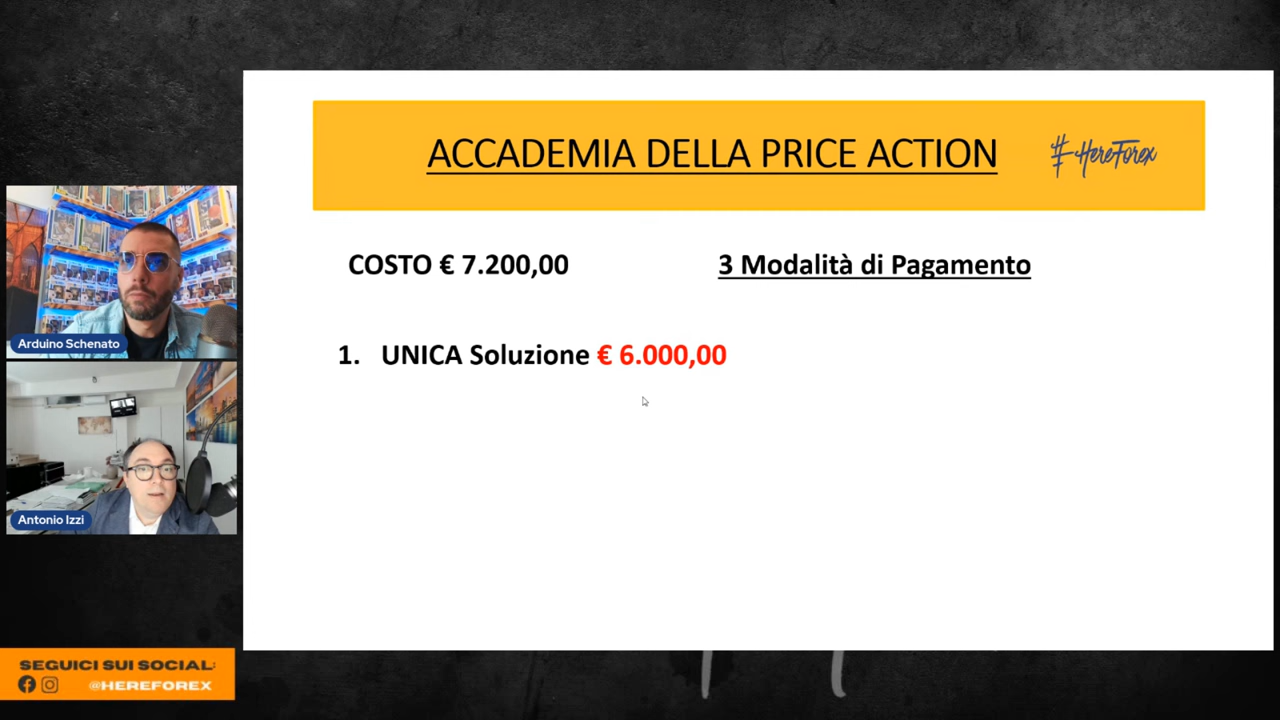 ACCADEMIA DELLA PRICE ACTION
#HereForex
COSTO € 7.200,00
3 Modalità di Pagamento
1. UNICA Soluzione € 6.000,00
Arduino Schenato
Antonio Izzi
SEGUICI SUI SOCIAL:
@HEREFOREX